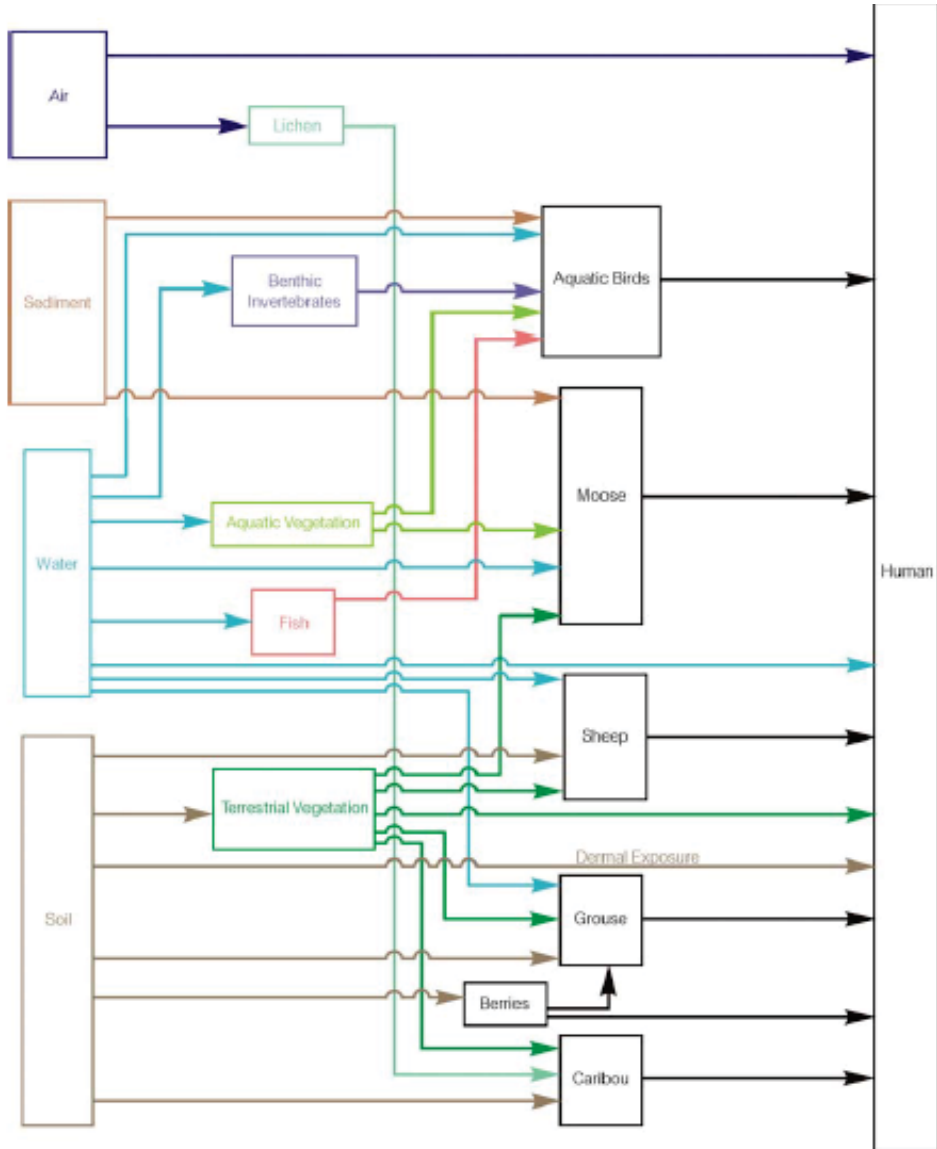 Air
Lichen
Sediment
Benthic
Invertebrates
Aquatic Birds
Water
Aquatic Vegetation
Moose
Human
Fish
Sheep
Terrestrial Vegetation
Dermal Exposure
Soil
Grouse
Berries
Caribou